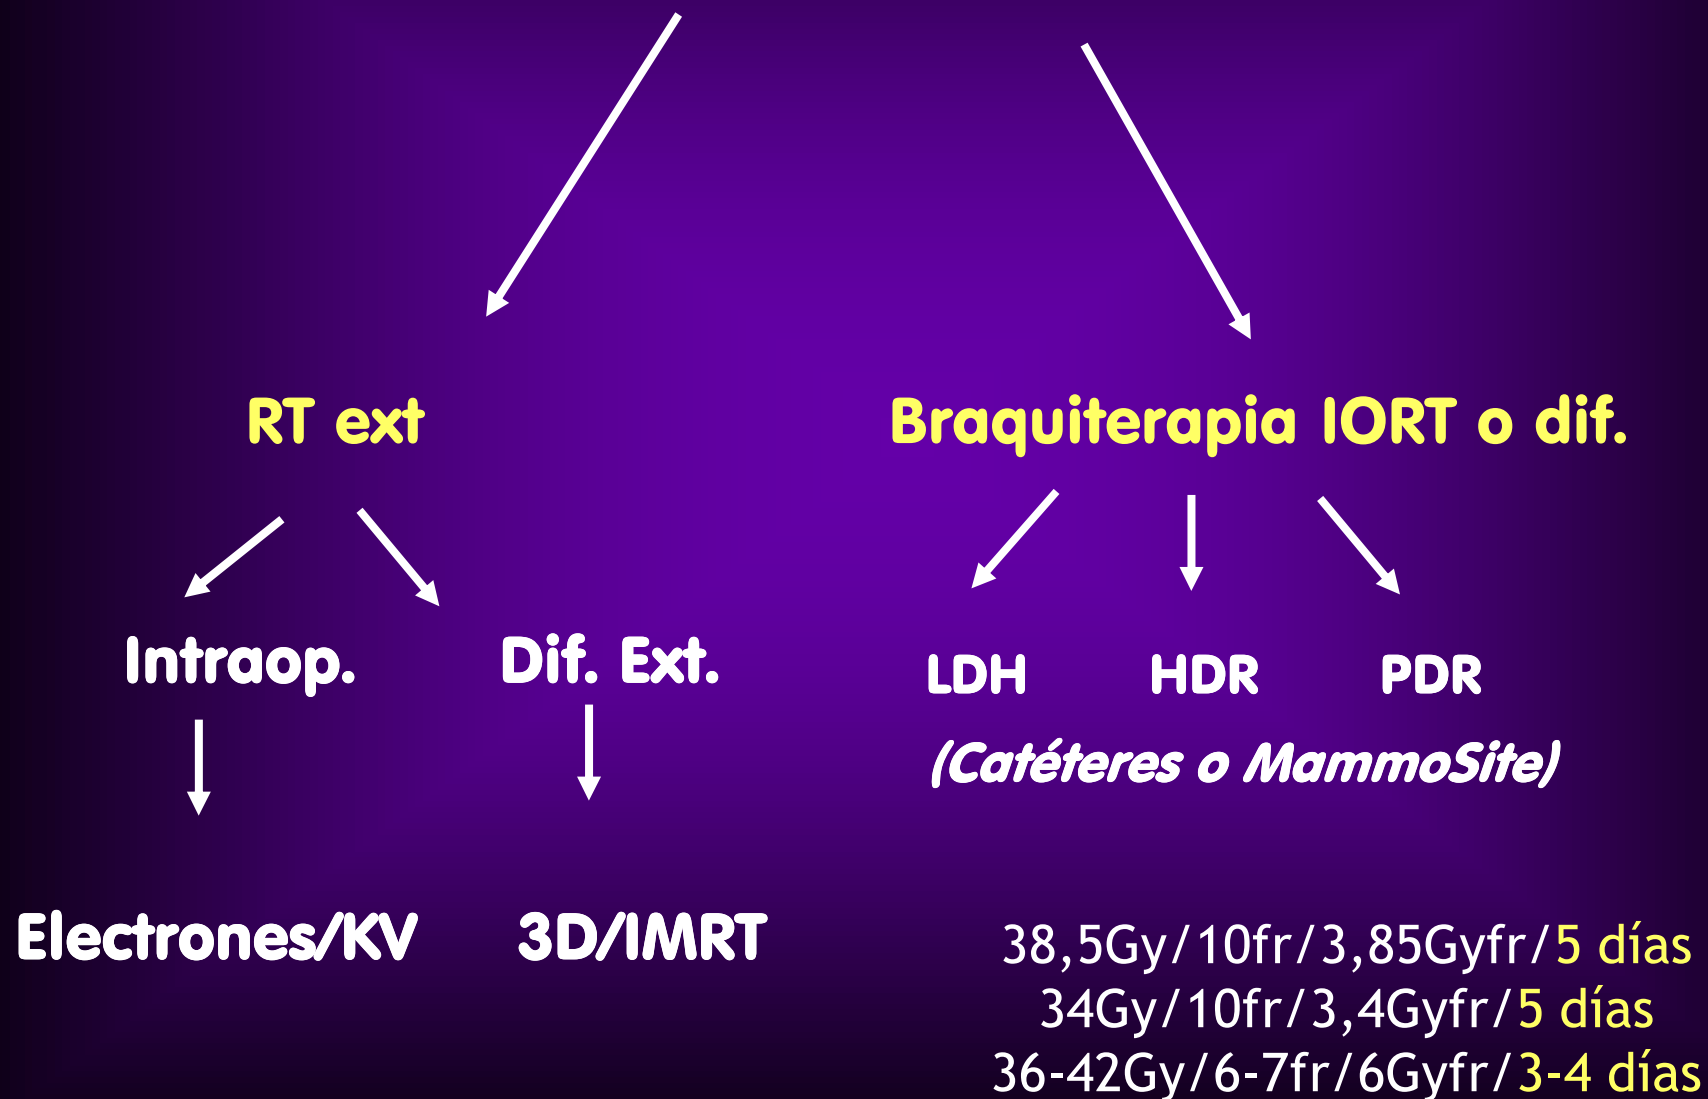 RT ext
Braquiterapia IORT o dif.
Intraop.
Dif. Ext.
LDH
HDR
PDR
(Catéteres o MammoSite)
Electrones/KV
3D/IMRT
38,5Gy/10fr/3,85Gyfr/5 días
34Gy/10fr/3,4Gyfr/5 días
36-42Gy/6-7fr/6Gyfr/3-4 días